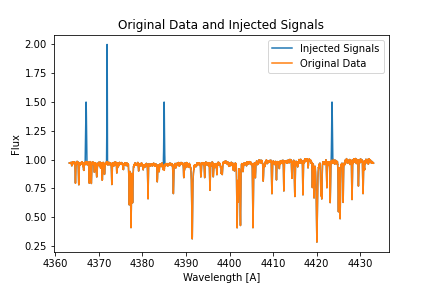 Original Data and Injected Signals
Injected Signals
Original Data
2.00
1.75
1.50
1.25
1.00
0.75
0.50
0.25
Flux
4360 4370 4380 4390 4400 4410 4420 4430
Wavelength [A]